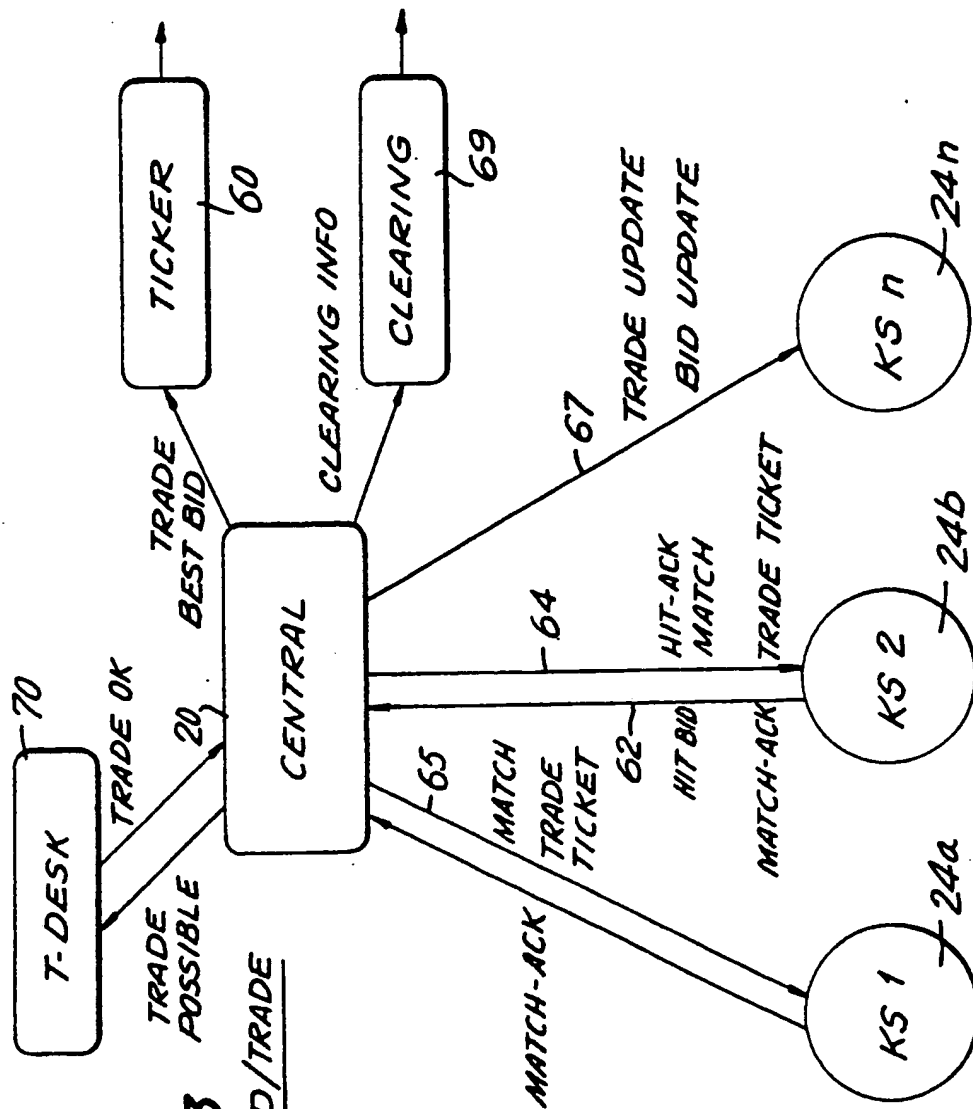 70
T-DESK
TRADE OK
TRADE
POSSIBLE
TRADE
BEST BID
TICKER
60
20
CENTRAL
CLEARING INFO
CLEARING
69
3
D/TRADE
65
MATCH
TRADE
TICKET
MATCH-ACK
64
62
HIT-ACK
MATCH
HIT BID
MATCH-ACK
TRADE TICKET
67
TRADE UPDATE
BID UPDATE
KS 1
24a
KS 2
24b
KS n
24n